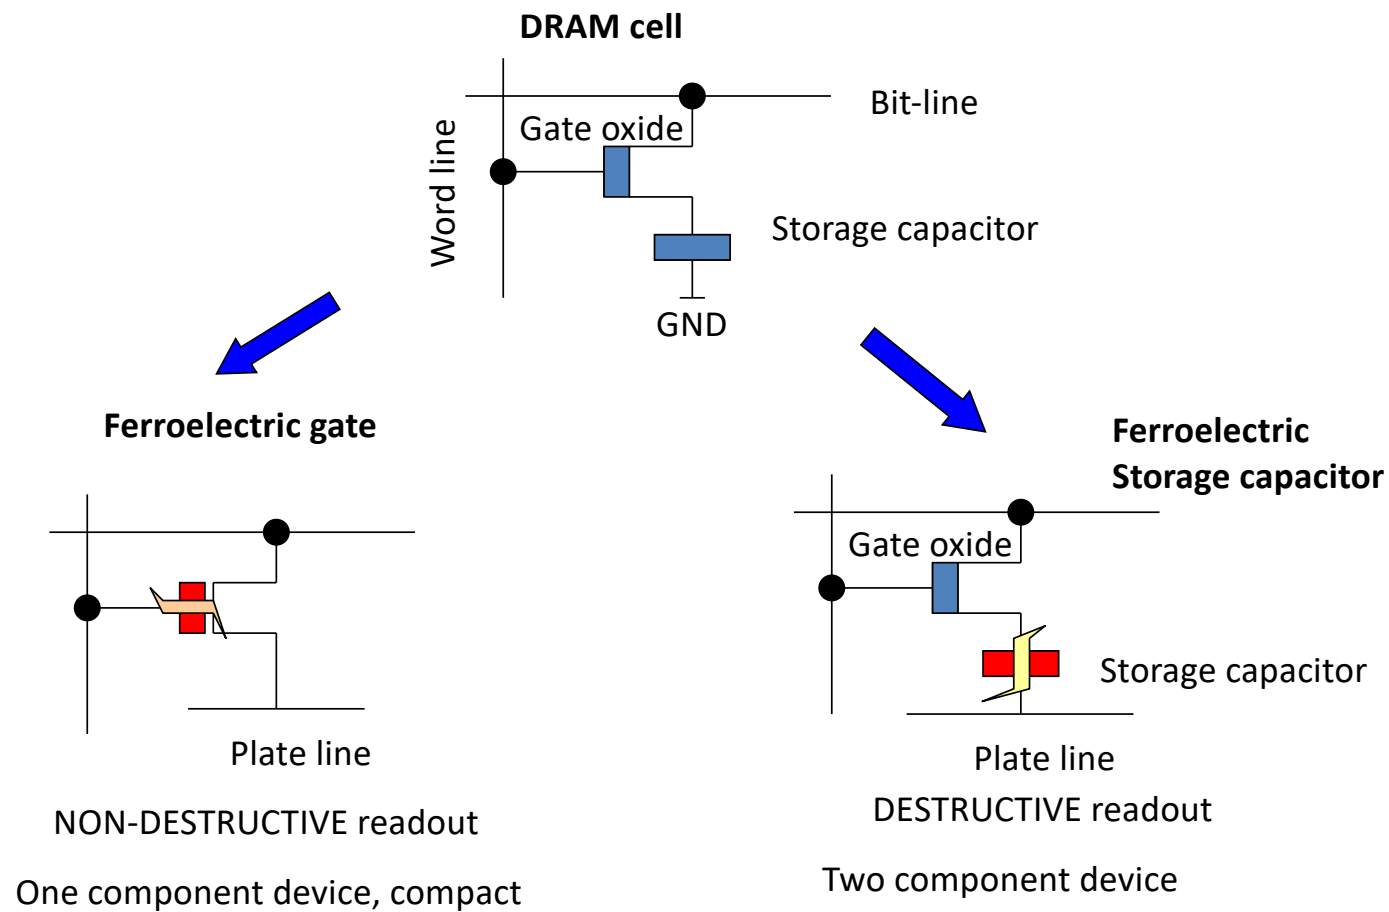 DRAM cell
Bit-line
Gate oxide
Word line
Storage capacitor
GND
Ferroelectric gate
Plate line
NON-DESTRUCTIVE readout
One component device, compact
Ferroelectric
Storage capacitor
Gate oxide
Storage capacitor
Plate line
DESTRUCTIVE readout
Two component device